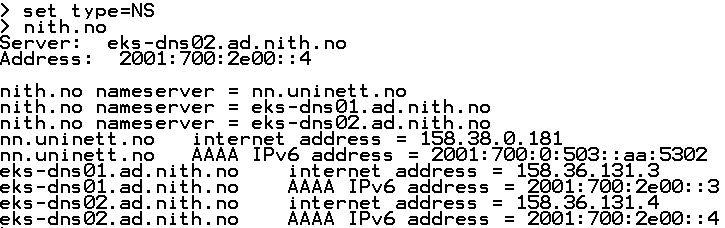 > set type=NS
> nith.no
Server:  eks-dns02.ad.nith.no
Address:  2001:700:2e00::4
nith.no nameserver = nn.uninett.no
nith.no nameserver = eks-dns01.ad.nith.no
nith.no nameserver = eks-dns02.ad.nith.no
nn.uninett.no   internet address = 158.38.0.181
nn.uninett.no   AAAA IPv6 address = 2001:700:0:503::aa:5302
eks-dns01.ad.nith.no    internet address = 158.36.131.3
eks-dns01.ad.nith.no    AAAA IPv6 address = 2001:700:2e00::3
eks-dns02.ad.nith.no    internet address = 158.36.131.4
eks-dns02.ad.nith.no    AAAA IPv6 address = 2001:700:2e00::4